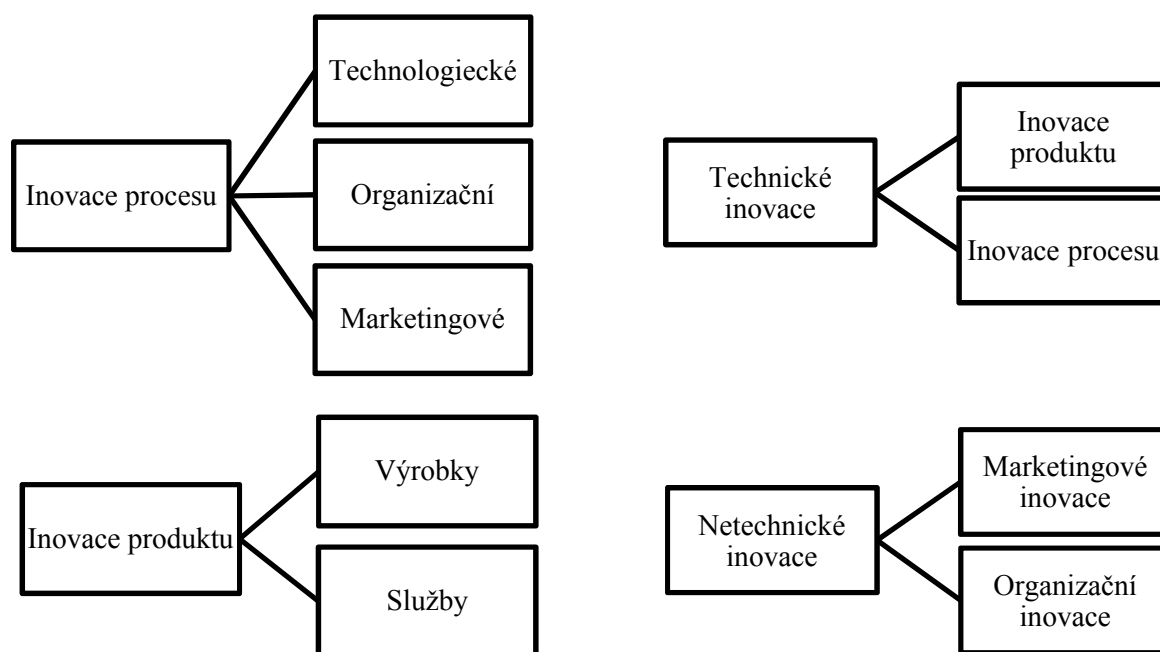 Inovace procesu
Technologiecké
Organizační
Marketingové
Inovace produktu
Výrobky
Služby
Technické
inovace
Inovace
produktu
Inovace procesu
Netechnické
inovace
Marketingové
inovace
Organizační
inovace